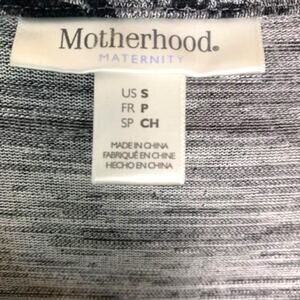 Motherhood®
MATERNITY
US S
FR P
SP CH
MADE IN CHINA
FABRIQUÉ EN CHINE
HECHO EN CHINA